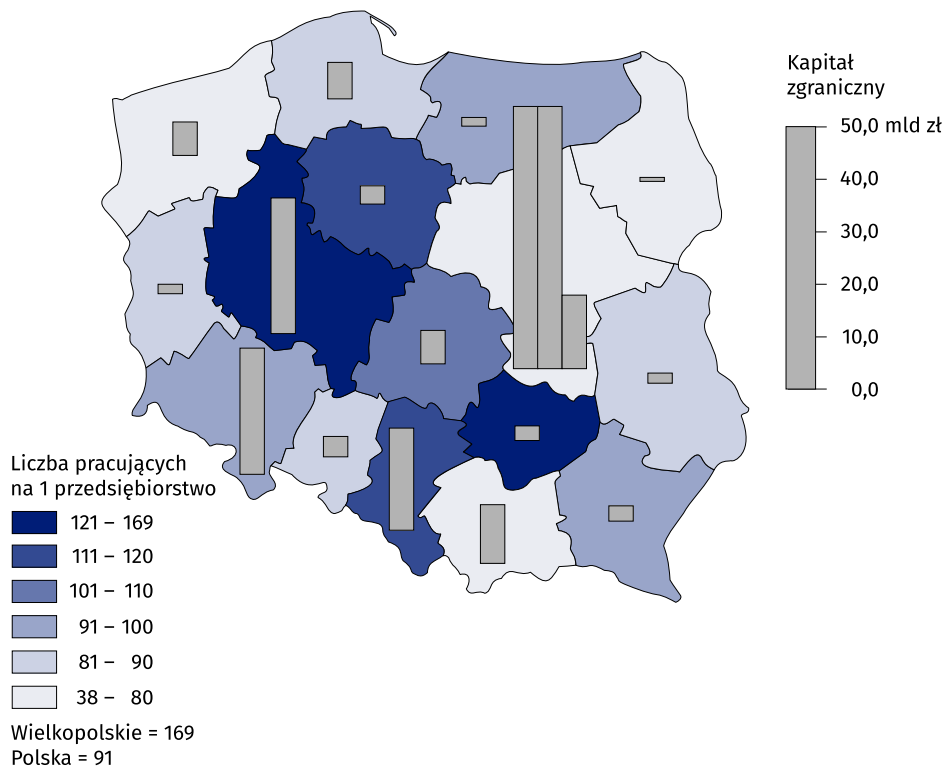 Kapitał
zgraniczny
50,0 mld zł
40,0
30,0
20,0
10,0
0,0
Liczba pracujących
na 1 przedsiębiorstwo
121 – 169
111 – 120
101 – 110
91 – 100
81 – 90
38 – 80
Wielkopolskie = 169
Polska = 91